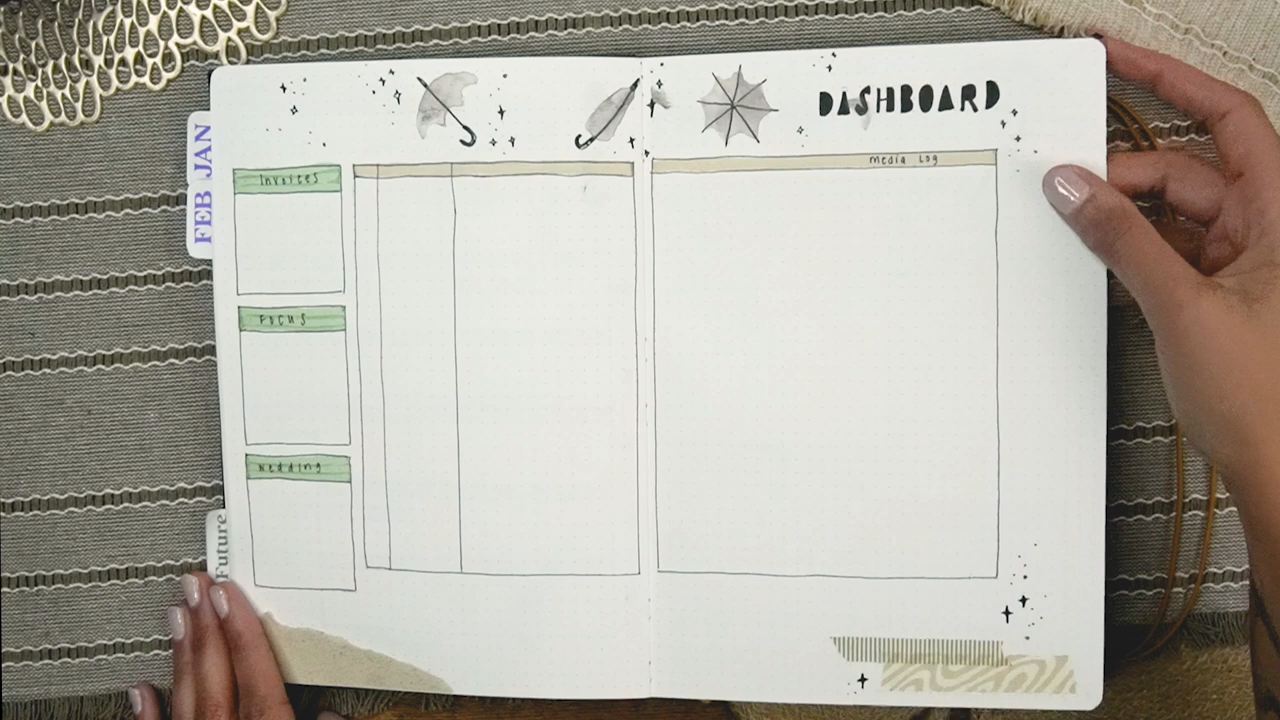 DASHBOARD
JAN
FEB
Invoices
Media Log
Focus
Wedding
Future